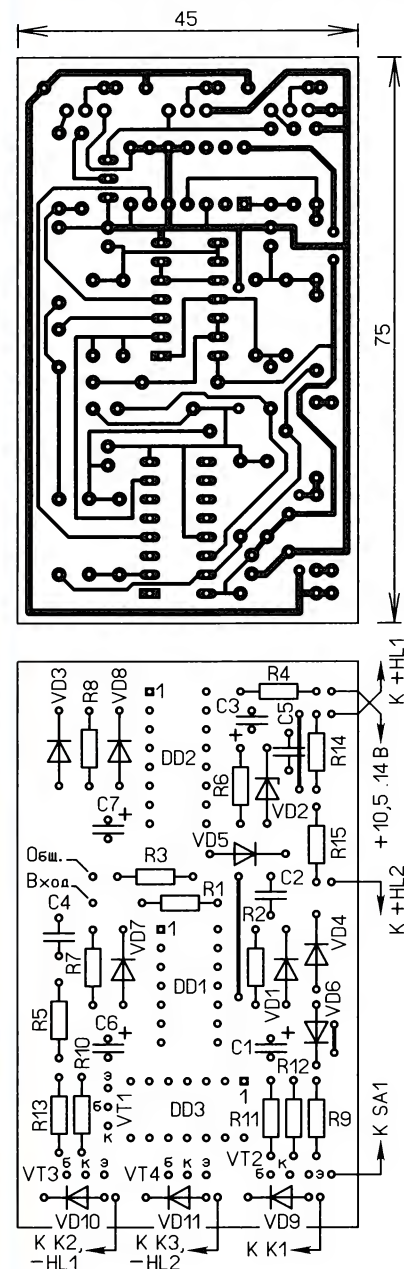 45
75
К +HL1
VD3
R8
VD8
1
R4
C3
+
C5
DD2
R6
R14
+10,5...14 В
VD2
C7
+
VD5
R15
Общ.
R3
К +HL2
Вход
R1
C2
C4
R2
VD4
R7
VD7
1
DD1
VD1
VD6
R5
C6
+
C1
+
R10
э
б
к
VT1
DD3
1
R12
R13
R11
R9
К SA1
VT3
б
к
э
VT4
б
к
э
VT2
б
к
э
VD10
VD11
VD9
К К2,
-HL1
К К3,
-HL2
К К1